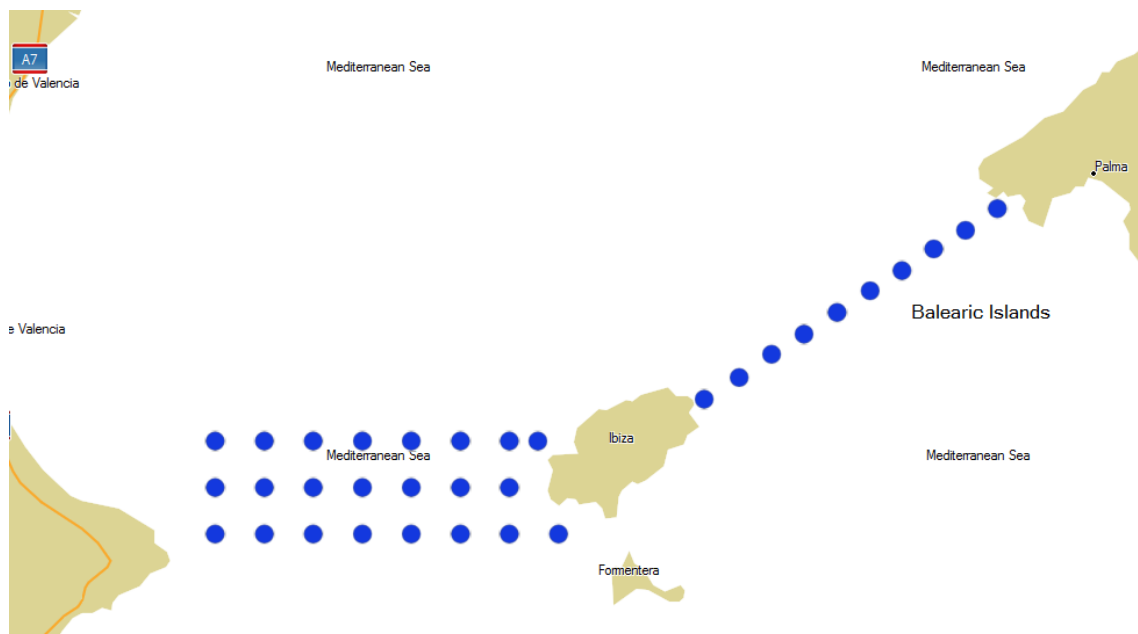 Mediterranean Sea
Mediterranean Sea
A7
de Valencia
Palma
Balearic Islands
e Valencia
Ibiza
Mediterranean Sea
Mediterranean Sea
Formentera